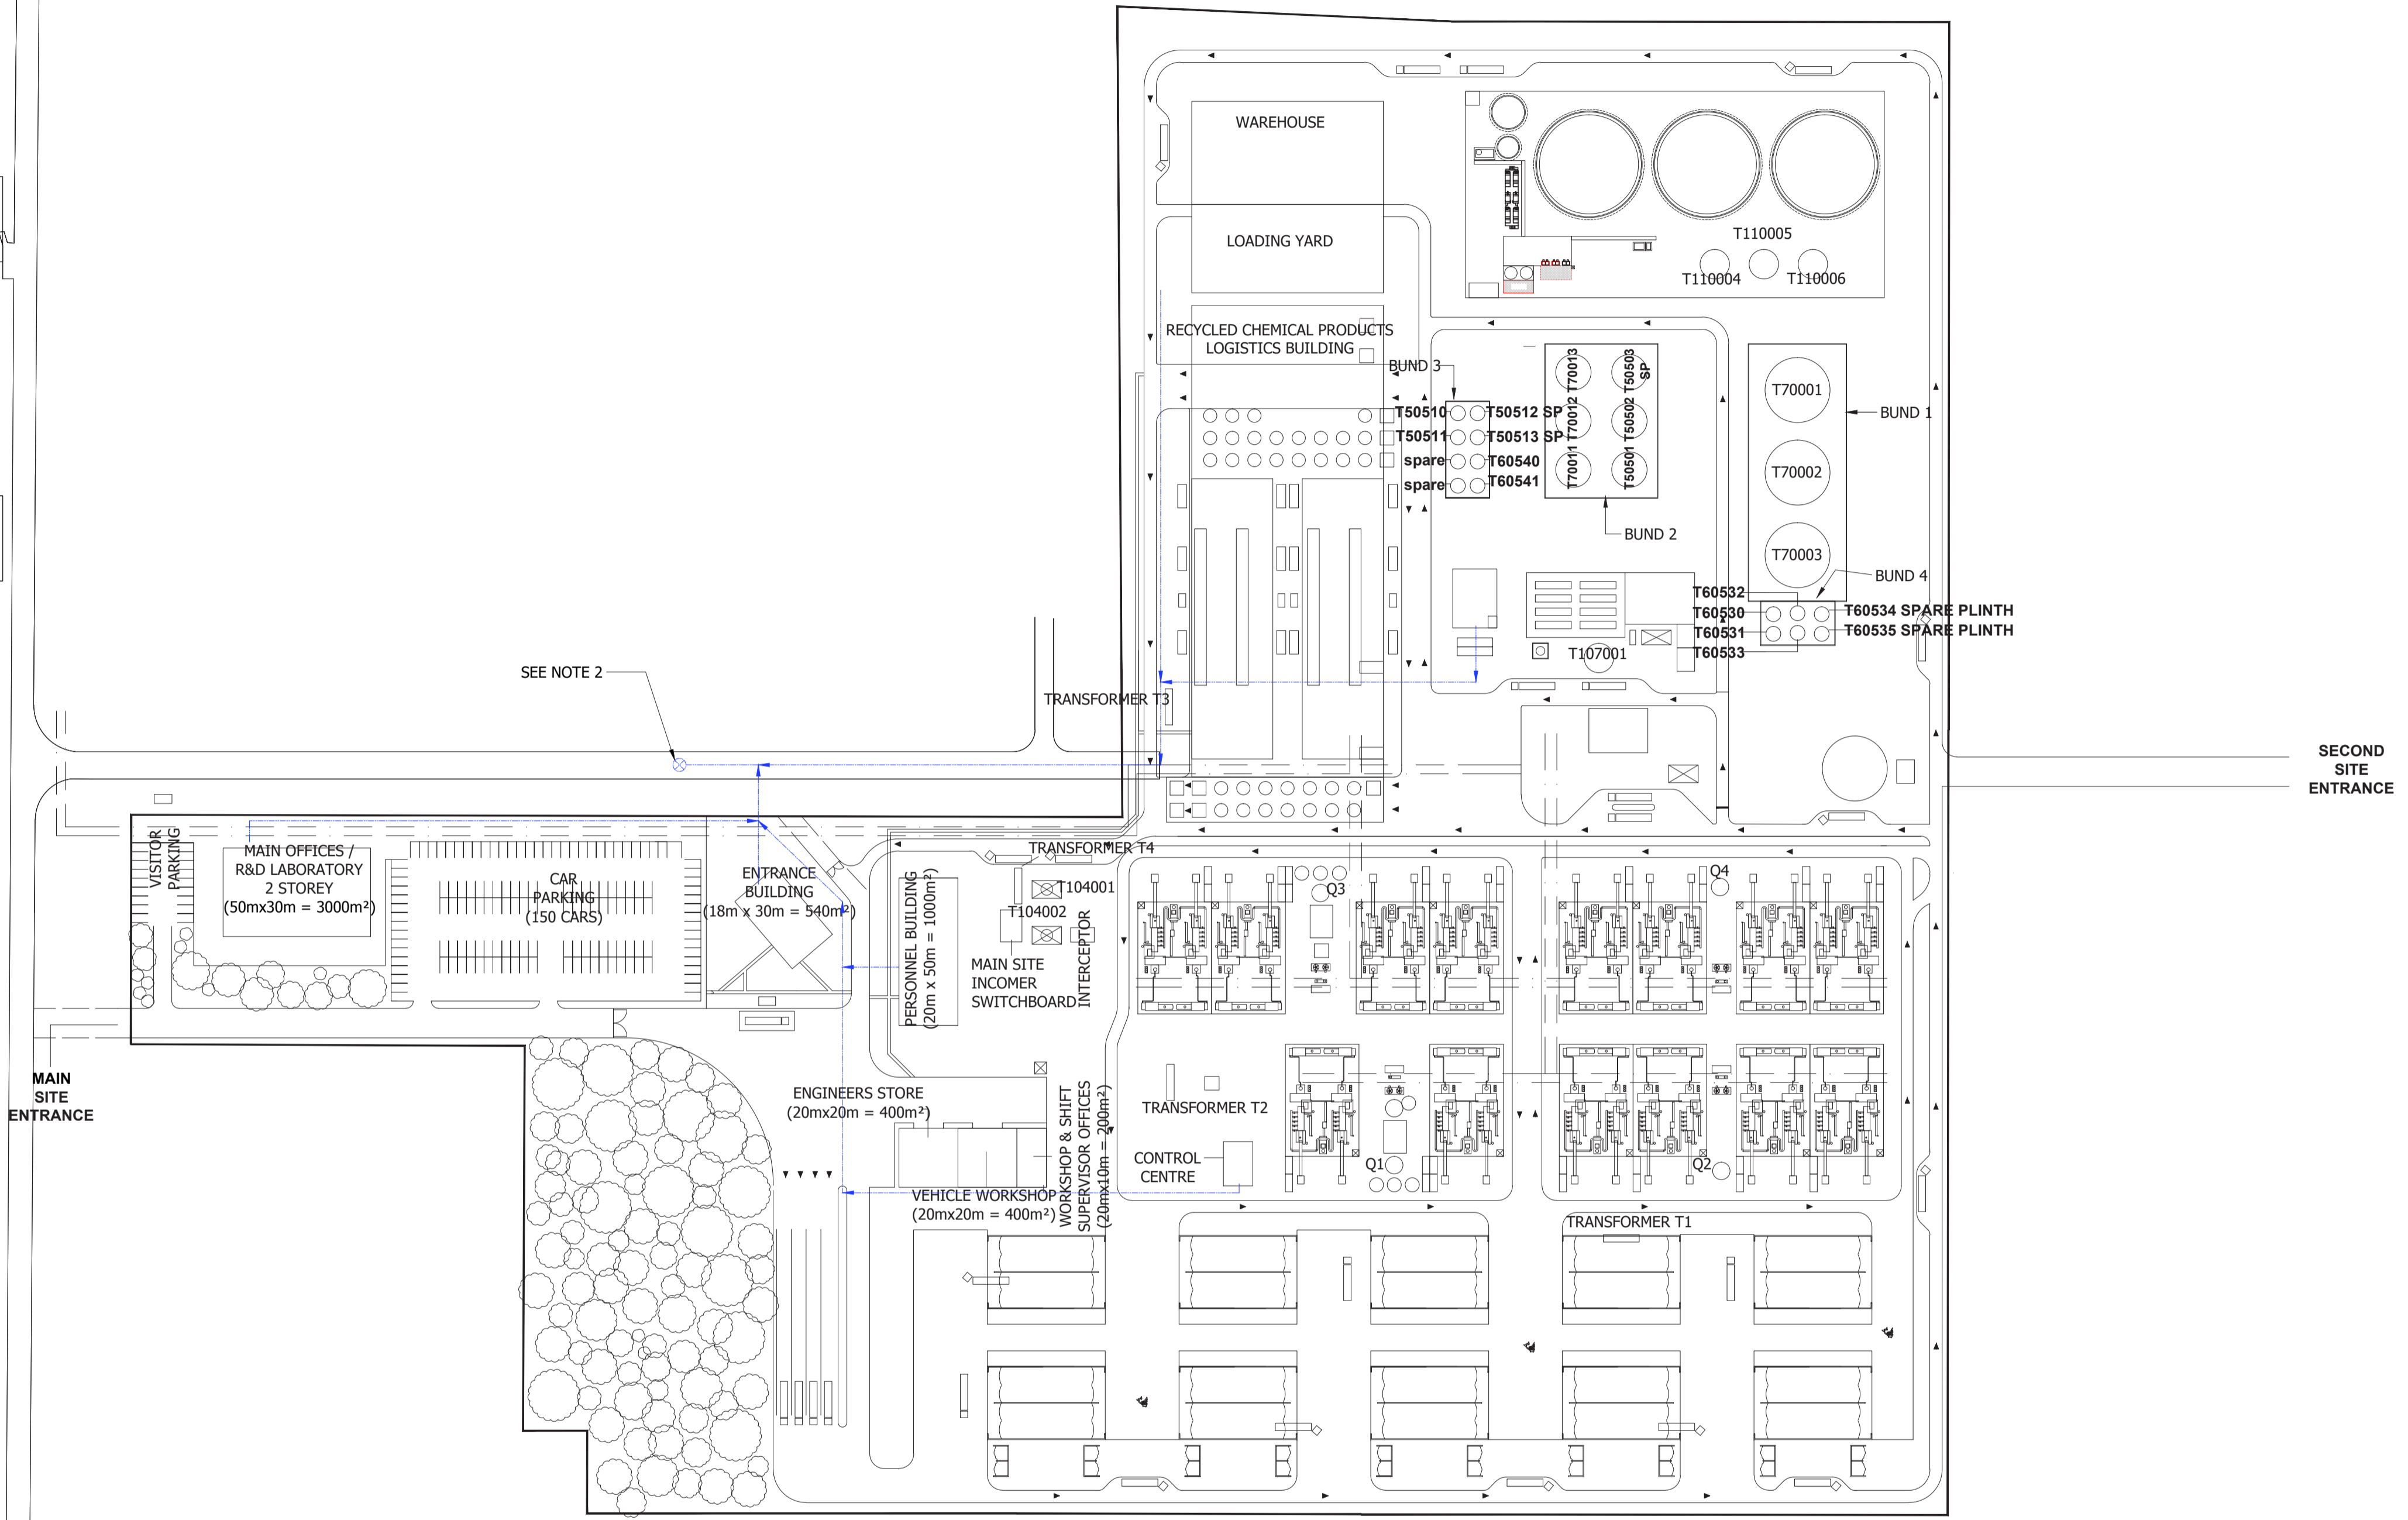 WAREHOUSE
LOADING YARD
T110005
T110004
T110006
RECYCLED CHEMICAL PRODUCTS
LOGISTICS BUILDING
BUND 3
T50510
T50512 SP
T50511
T50513 SP
spare
T60540
spare
T60541
T70013
T70012
T70011
T50503
SP
T50502
T50501
BUND 2
T70001
T70002
T70003
BUND 1
BUND 4
T60532
T60530
T60531
T60533
T60534 SPARE PLINTH
T60535 SPARE PLINTH
T107001
SEE NOTE 2
TRANSFORMER T3
SECOND
SITE
ENTRANCE
VISITOR
PARKING
MAIN OFFICES /
R&D LABORATORY
2 STOREY
(50mx30m = 3000m²)
CAR
PARKING
(150 CARS)
ENTRANCE
BUILDING
(18m x 30m = 540m²)
PERSONNEL BUILDING
(20m x 50m = 1000m²)
TRANSFORMER T4
T104001
T104002
INTERCEPTOR
MAIN SITE
INCOMER
SWITCHBOARD
Q3
Q4
MAIN
SITE
ENTRANCE
ENGINEERS STORE
(20mx20m = 400m²)
WORKSHOP & SHIFT
SUPERVISOR OFFICES
(20mx10m = 200m²)
TRANSFORMER T2
CONTROL
CENTRE
Q1
Q2
VEHICLE WORKSHOP
(20mx20m = 400m²)
TRANSFORMER T1